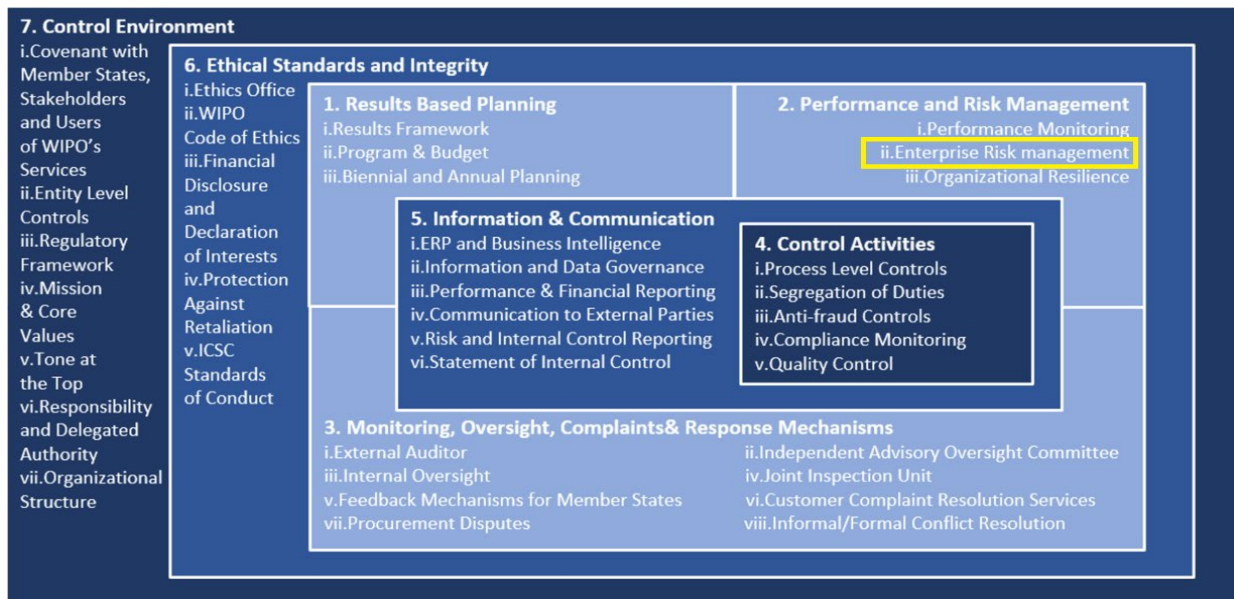 7. Control Environment
i.Covenant with
Member States,
Stakeholders
and Users
of WIPO's
Services
ii.Entity Level
Controls
iii.Regulatory
Framework
iv.Mission
& Core
Values
v.Tone at
the Top
vi.Responsibility
and Delegated
Authority
vii.Organizational
Structure
6. Ethical Standards and Integrity
i.Ethics Office
ii.WIPO
Code of Ethics
iii.Financial
Disclosure
and
Declaration
of Interests
iv.Protection
Against
Retaliation
v.ICSC
Standards
of Conduct
1. Results Based Planning
i.Results Framework
ii.Program & Budget
iii.Biennial and Annual Planning
2. Performance and Risk Management
i.Performance Monitoring
ii.Enterprise Risk management
iii.Organizational Resilience
5. Information & Communication
i.ERP and Business Intelligence
ii.Information and Data Governance
iii.Performance & Financial Reporting
iv.Communication to External Parties
v.Risk and Internal Control Reporting
vi.Statement of Internal Control
4. Control Activities
i.Process Level Controls
ii.Segregation of Duties
iii.Anti-fraud Controls
iv.Compliance Monitoring
v.Quality Control
3. Monitoring, Oversight, Complaints& Response Mechanisms
i.External Auditor
ii.Independent Advisory Oversight Committee
iii.Internal Oversight
iv.Joint Inspection Unit
v.Feedback Mechanisms for Member States
vi.Customer Complaint Resolution Services
vii.Procurement Disputes
viii.Informal/Formal Conflict Resolution